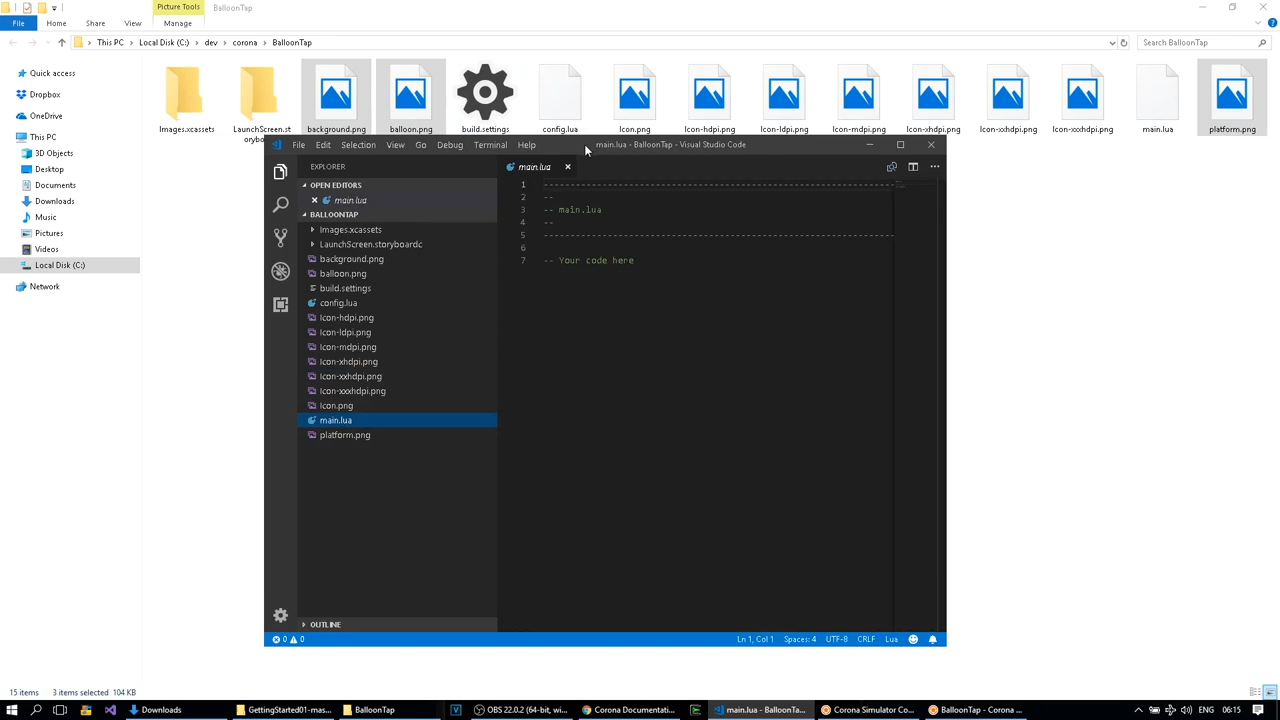 Picture Tools
BalloonTap
File
Home
Share
View
Manage
This PC
Local Disk (C:)
dev
corona
BalloonTap
Search BalloonTap
Quick access
Dropbox
OneDrive
This PC
3D Objects
Desktop
Documents
Downloads
Music
Pictures
Videos
Local Disk (C:)
Network
Images.xcassets
LaunchScreen.st
oryboardc
background.png
balloon.png
build.settings
config.lua
Icon.png
Icon-hdpi.png
Icon-ldpi.png
Icon-mdpi.png
Icon-xhdpi.png
Icon-xxhdpi.png
Icon-xxxhdpi.png
main.lua
platform.png
File
Edit
Selection
View
Go
Debug
Terminal
Help
main.lua - BalloonTap - Visual Studio Code
EXPLORER
OPEN EDITORS
main.lua
BALLOONTAP
Images.xcassets
LaunchScreen.storyboardc
background.png
balloon.png
build.settings
config.lua
Icon-hdpi.png
Icon-ldpi.png
Icon-mdpi.png
Icon-xhdpi.png
Icon-xxhdpi.png
Icon-xxxhdpi.png
Icon.png
main.lua
platform.png
OUTLINE
main.lua
1 -----------------------------------------------------------------------------------------
2 --
3 -- main.lua
4 --
5 -----------------------------------------------------------------------------------------
6
7 -- Your code here
0 0
Ln 1, Col 1
Spaces: 4
UTF-8
CRLF
Lua
15 items
3 items selected 104 KB
Downloads
GettingStarted01-mas...
BalloonTap
OBS 22.0.2 (64-bit, wi...
Corona Documentati...
main.lua - BalloonTa...
Corona Simulator Co...
BalloonTap - Corona ...
ENG
06:15